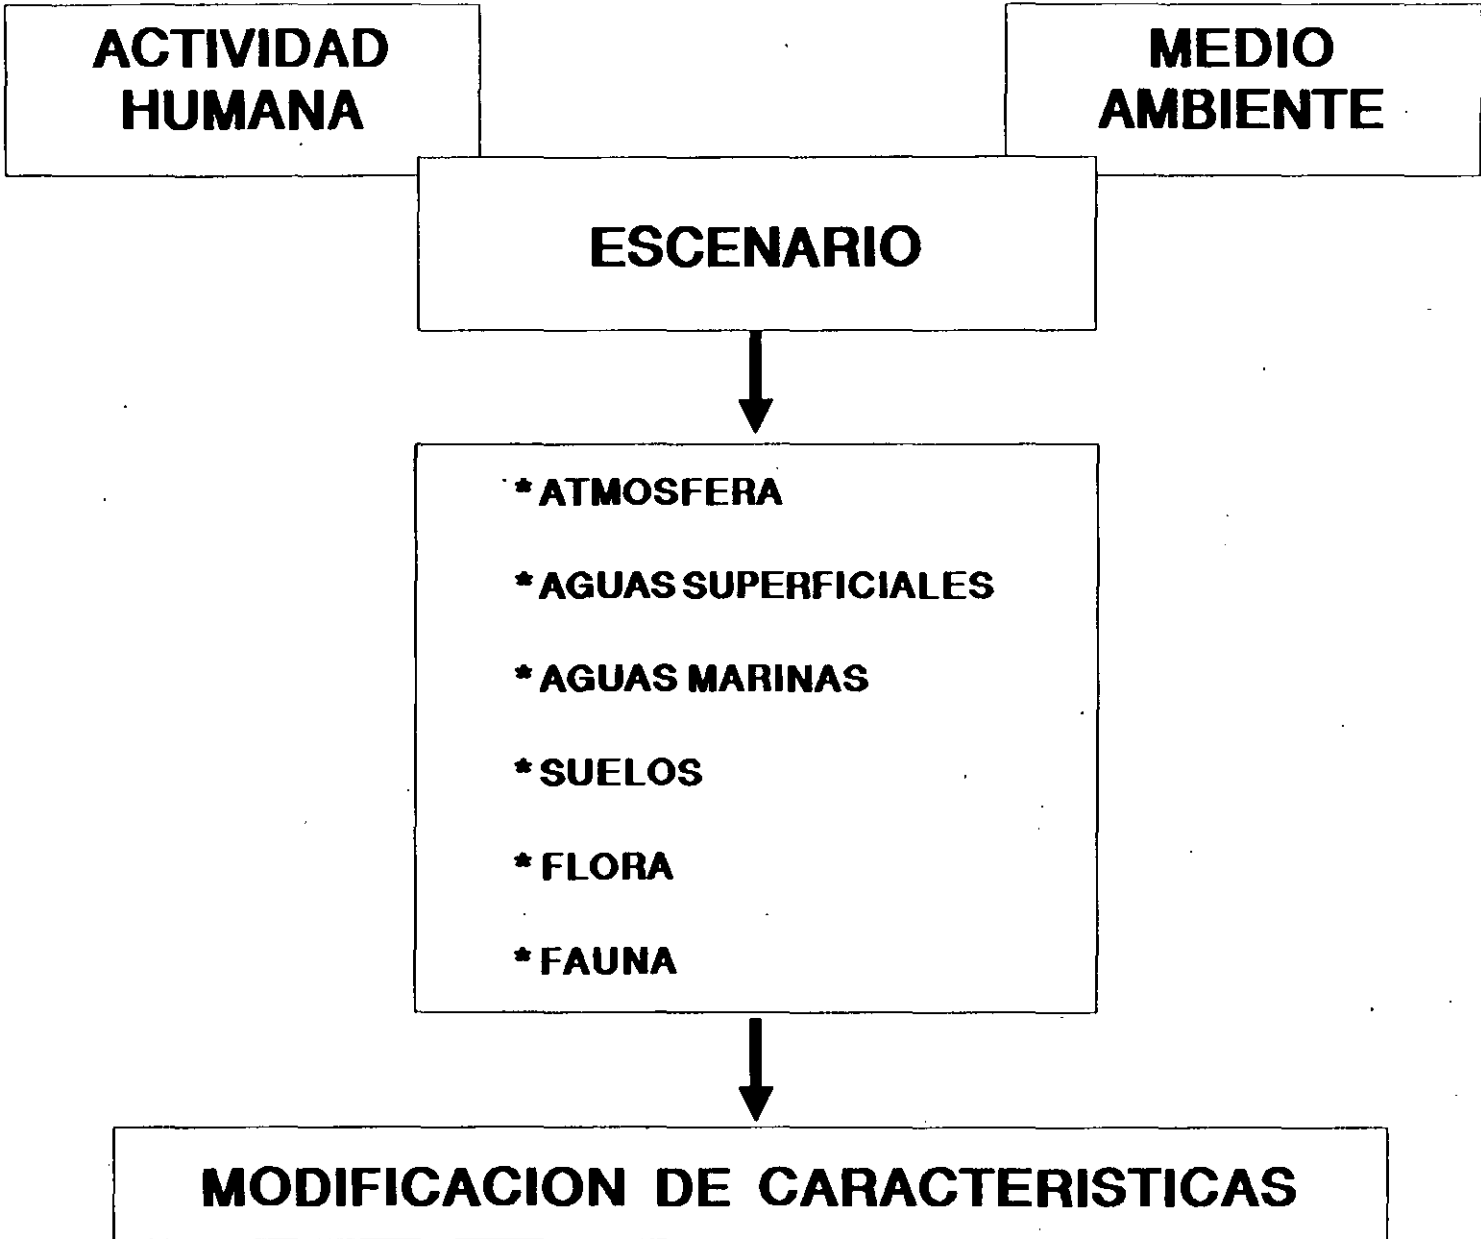 ACTIVIDAD
HUMANA
MEDIO
AMBIENTE
ESCENARIO
* ATMOSFERA
* AGUAS SUPERFICIALES
* AGUAS MARINAS
* SUELOS
* FLORA
* FAUNA
MODIFICACION DE CARACTERISTICAS